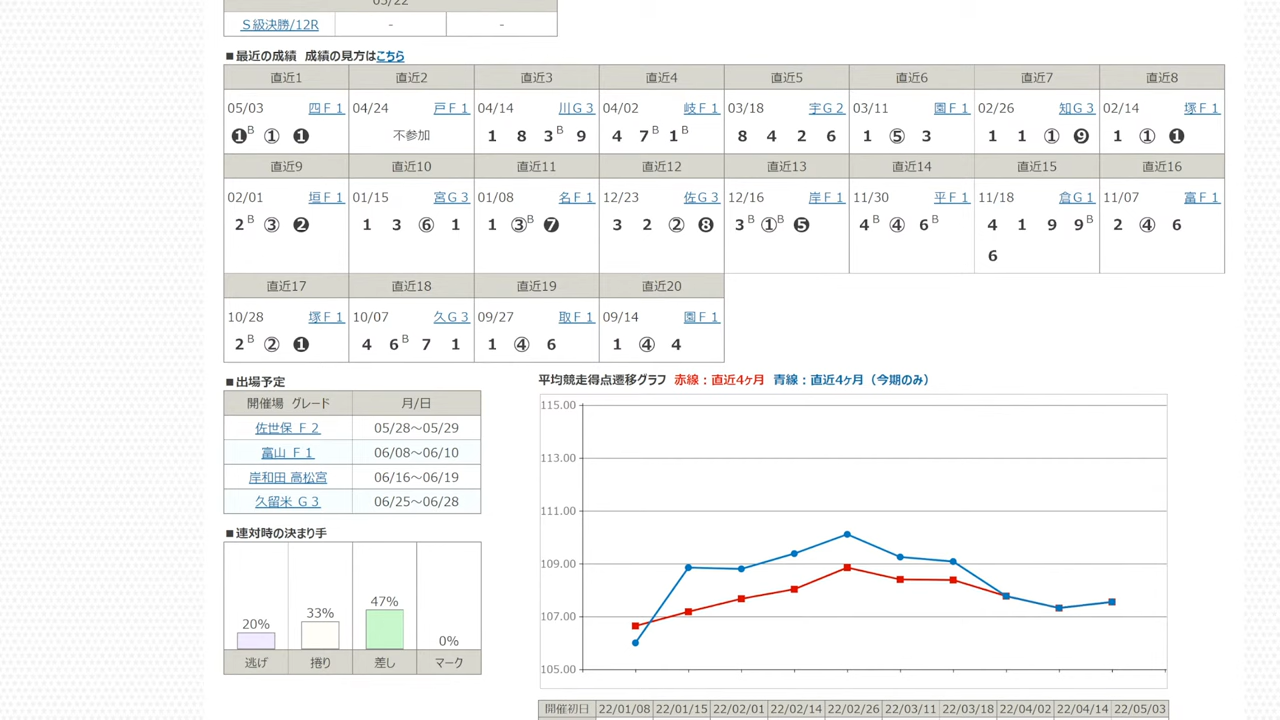 05/22
Ｓ級決勝/12R - -
■最近の成績 成績の見方はこちら
直近1 直近2 直近3 直近4 直近5 直近6 直近7 直近8
05/03 四Ｆ１ 04/24 戸Ｆ１ 04/14 川Ｇ３ 04/02 岐Ｆ１ 03/18 宇Ｇ２ 03/11 園Ｆ１ 02/26 知Ｇ３ 02/14 塚Ｆ１
❶B ① ❶ 不参加 1 8 3B 9 4 7B 1B 8 4 2 6 1 ⑤ 3 1 1 ① ❾ 1 ① ❶
直近9 直近10 直近11 直近12 直近13 直近14 直近15 直近16
02/01 垣Ｆ１ 01/15 宮Ｇ３ 01/08 名Ｆ１ 12/23 佐Ｇ３ 12/16 岸Ｆ１ 11/30 平Ｆ１ 11/18 倉Ｇ１ 11/07 富Ｆ１
2B ③ ❷ 1 3 ⑥ 1 1 ③B ❼ 3 2 ② ❽ 3B ①B ❺ 4B ④ 6B 4 1 9 9B 2 ④ 6
6
直近17 直近18 直近19 直近20
10/28 塚Ｆ１ 10/07 久Ｇ３ 09/27 取Ｆ１ 09/14 園Ｆ１
2B ② ❶ 4 6B 7 1 1 ④ 6 1 ④ 4
■出場予定
開催場 グレード 月/日
佐世保 Ｆ２ 05/28～05/29
富山 Ｆ１ 06/08～06/10
岸和田 高松宮 06/16～06/19
久留米 Ｇ３ 06/25～06/28
■連対時の決まり手
20% 33% 47% 0%
逃げ 捲り 差し マーク
平均競走得点遷移グラフ 赤線：直近4ヶ月 青線：直近4ヶ月（今期のみ）
115.00
113.00
111.00
109.00
107.00
105.00
開催初日 22/01/08 22/01/15 22/02/01 22/02/14 22/02/26 22/03/11 22/03/18 22/04/02 22/04/14 22/05/03